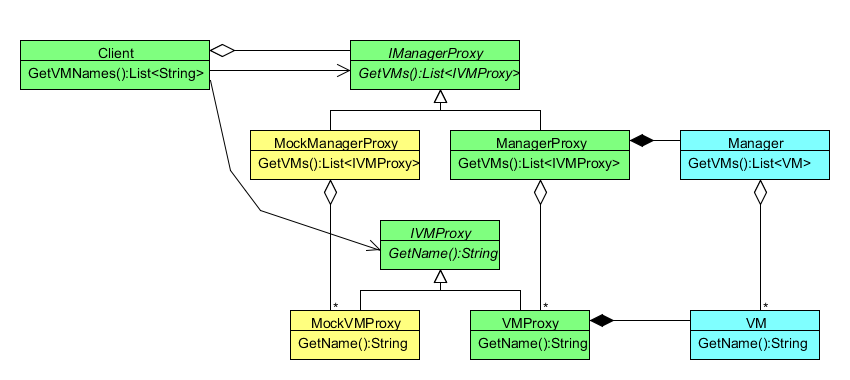 Client
GetVMNames():List<String>
IManagerProxy
GetVMs():List<IVMProxy>
MockManagerProxy
GetVMs():List<IVMProxy>
ManagerProxy
GetVMs():List<IVMProxy>
Manager
GetVMs():List<VM>
IVMProxy
GetName():String
*
*
*
MockVMProxy
GetName():String
VMProxy
GetName():String
VM
GetName():String